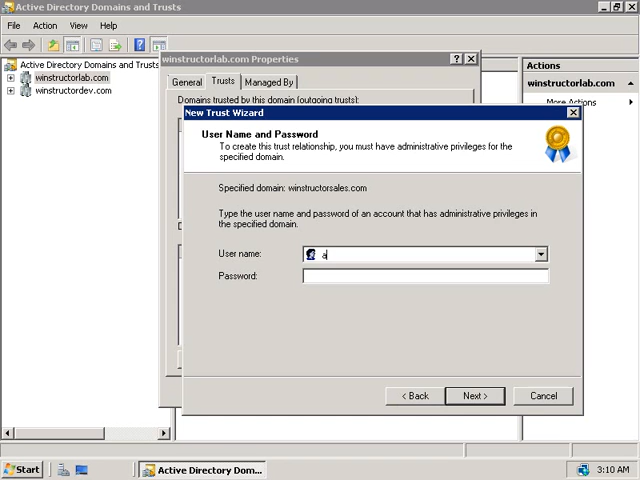 Active Directory Domains and Trusts
File Action View Help
Active Directory Domains and Trusts
winstructorlab.com
winstructordev.com
winstructorlab.com Properties
General Trusts Managed By
Domains trusted by this domain (outgoing trusts):
New Trust Wizard
User Name and Password
To create this trust relationship, you must have administrative privileges for the
specified domain.
Specified domain: winstructorsales.com
Type the user name and password of an account that has administrative privileges in
the specified domain.
User name: a
Password:
< Back Next > Cancel
Actions
winstructorlab.com
More Actions
Start Active Directory Dom... 3:10 AM